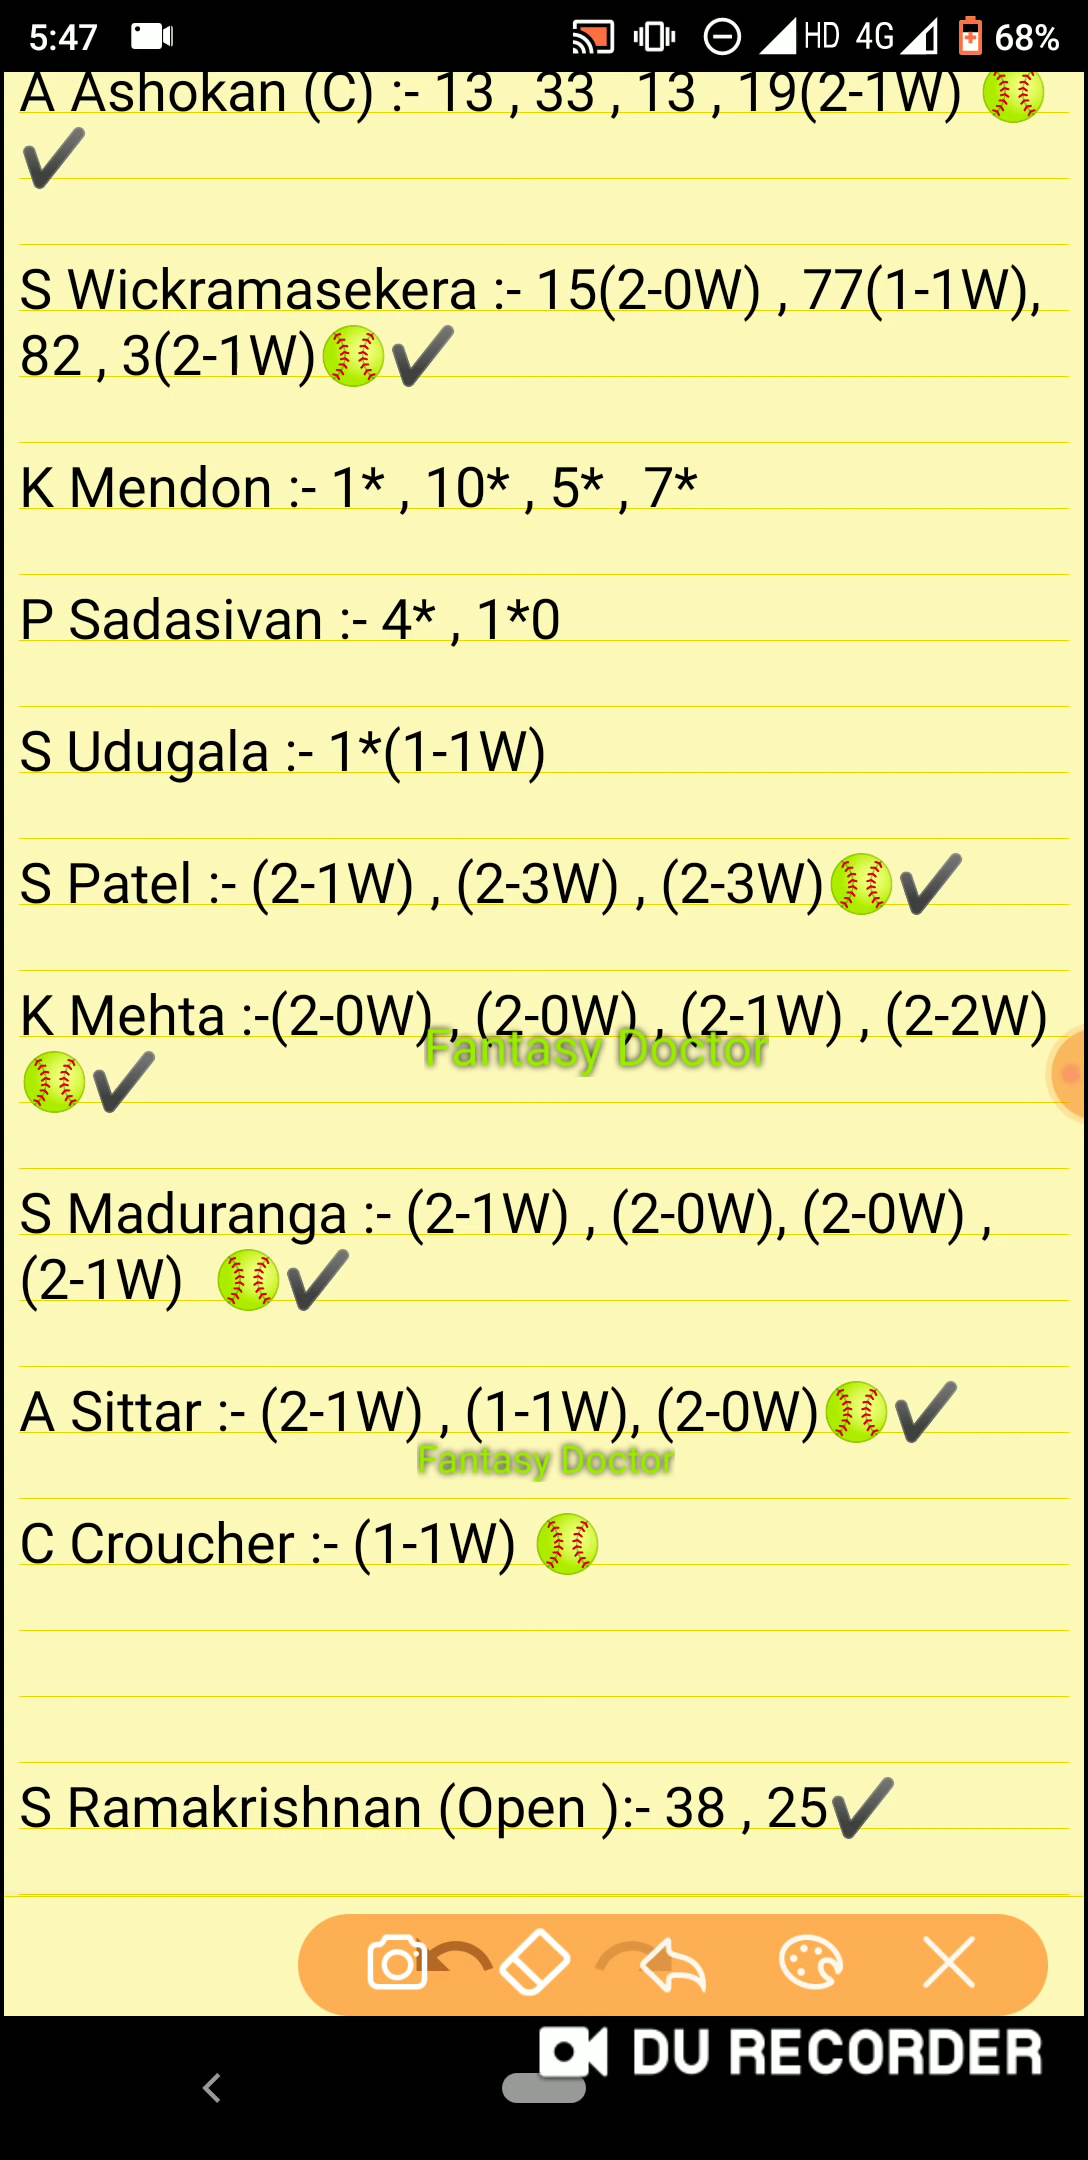 5:47 HD 4G 68%
A Ashokan (C) :- 13 , 33 , 13 , 19(2-1W) 🥎
✔
S Wickramasekera :- 15(2-0W) , 77(1-1W),
82 , 3(2-1W)🥎✔
K Mendon :- 1* , 10* , 5* , 7*
P Sadasivan :- 4* , 1*0
S Udugala :- 1*(1-1W)
S Patel :- (2-1W) , (2-3W) , (2-3W)🥎✔
K Mehta :-(2-0W) , (2-0W) , (2-1W) , (2-2W)
Fantasy Doctor
🥎✔
S Maduranga :- (2-1W) , (2-0W), (2-0W) ,
(2-1W) 🥎✔
A Sittar :- (2-1W) , (1-1W), (2-0W)🥎✔
Fantasy Doctor
C Croucher :- (1-1W) 🥎
S Ramakrishnan (Open ):- 38 , 25✔
DU RECORDER